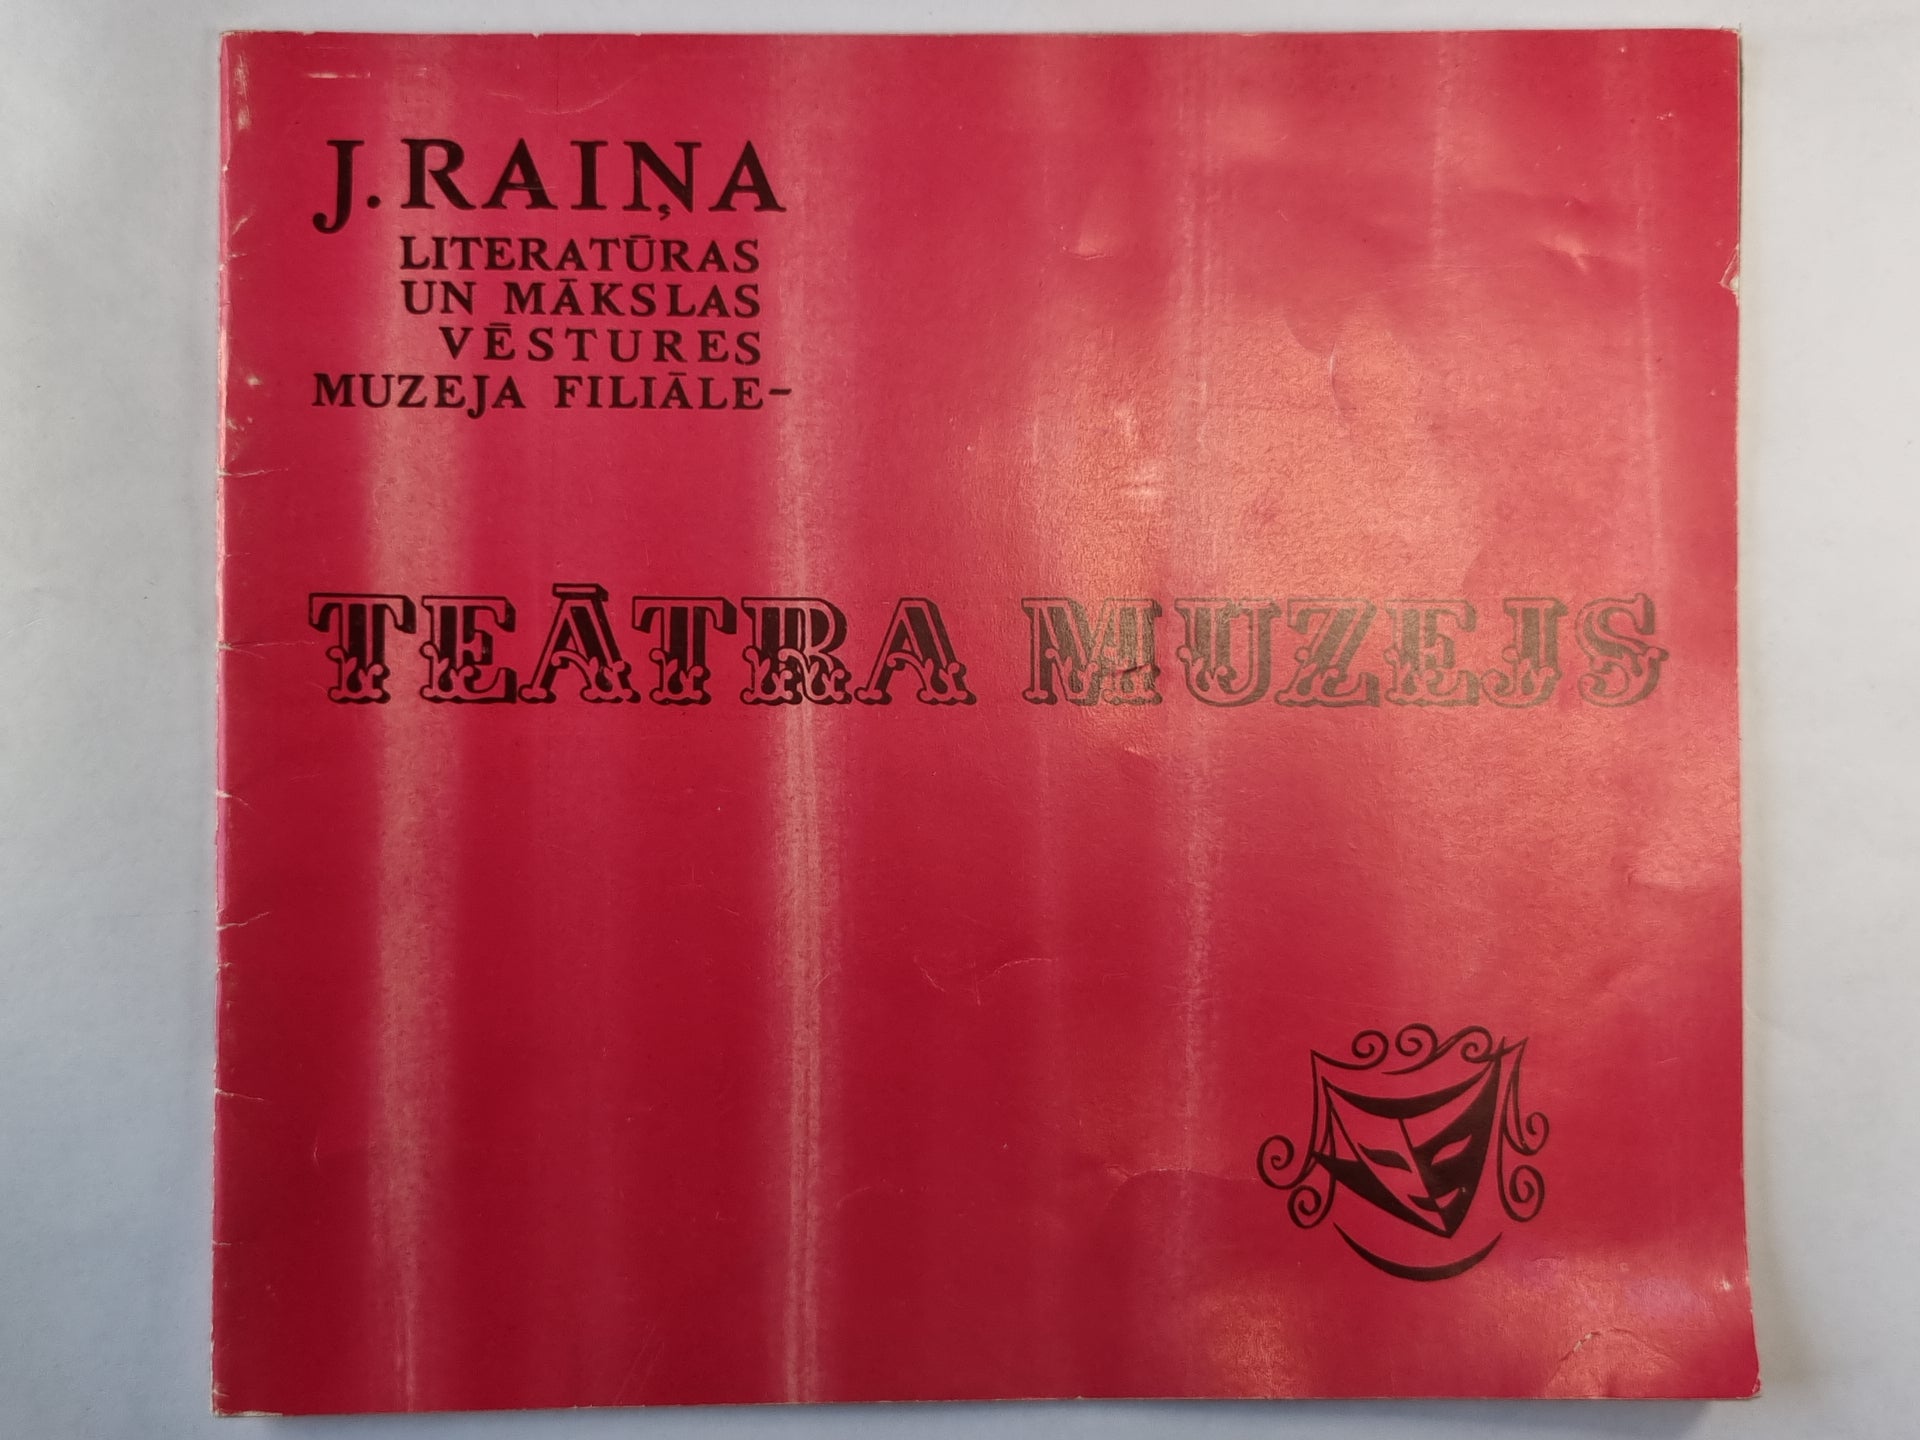 J. RAIŅA
LITERATŪRAS
UN MĀKSLAS
VĒSTURES
MUZEJA FILIĀLE-
TEĀTRA MUZEJS